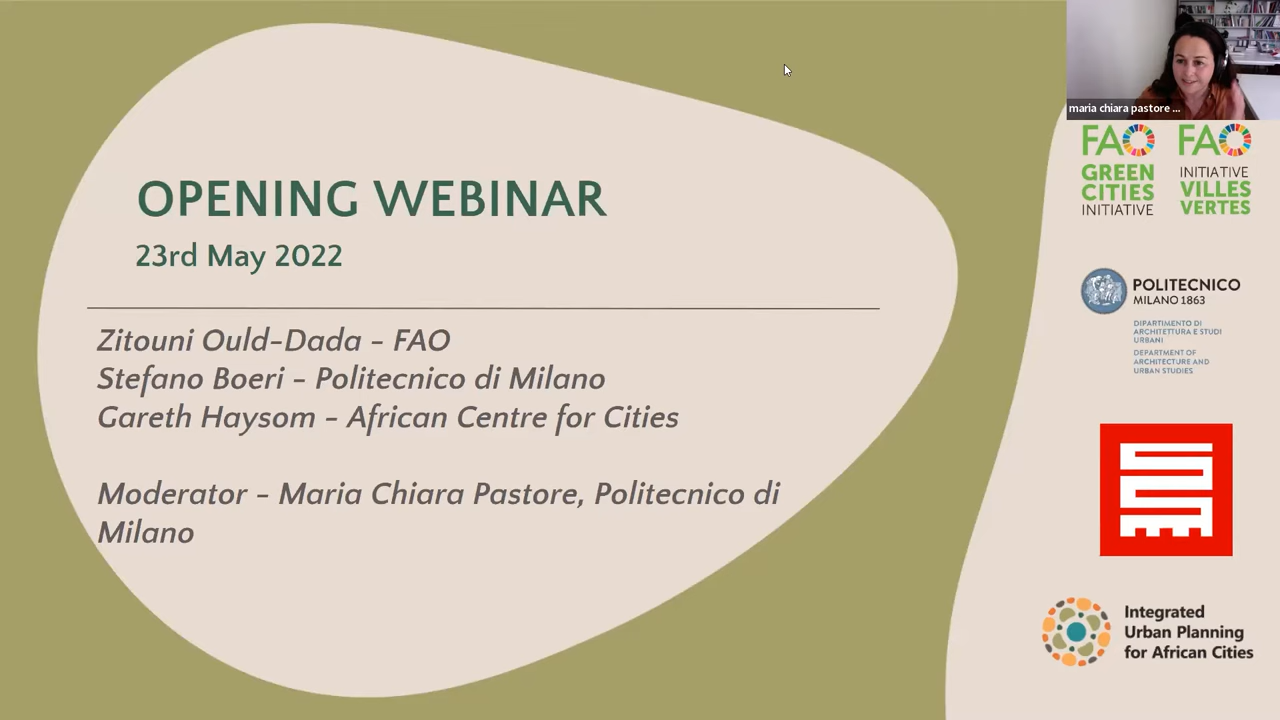 OPENING WEBINAR
23rd May 2022
Zitouni Ould-Dada - FAO
Stefano Boeri - Politecnico di Milano
Gareth Haysom - African Centre for Cities
Moderator - Maria Chiara Pastore, Politecnico di
Milano
maria chiara pastore ...
FAO
GREEN
CITIES
INITIATIVE
FAO
INITIATIVE
VILLES
VERTES
POLITECNICO
MILANO 1863
DIPARTIMENTO DI
ARCHITETTURA E STUDI
URBANI
DEPARTMENT OF
ARCHITECTURE AND
URBAN STUDIES
Integrated
Urban Planning
for African Cities